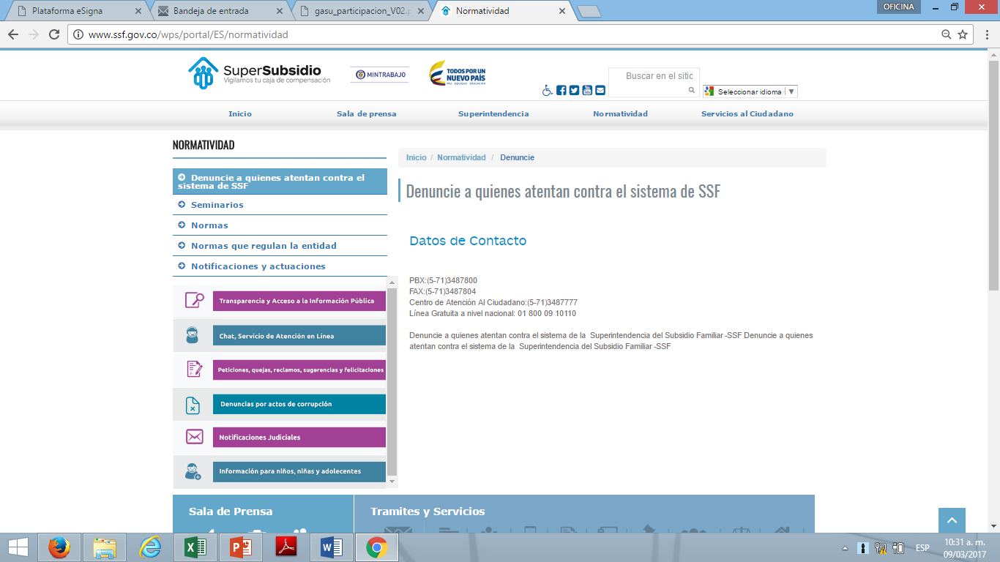 Plataforma eSigna
Bandeja de entrada
gasu_participacion_V02.p
Normatividad
OFICINA
www.ssf.gov.co/wps/portal/ES/normatividad
SuperSubsidio
Vigilamos tu caja de compensación
MINTRABAJO
TODOS POR UN
NUEVO PAÍS
PAZ EQUIDAD EDUCACIÓN
Buscar en el sitio
Seleccionar idioma
Inicio
Sala de prensa
Superintendencia
Normatividad
Servicios al Ciudadano
NORMATIVIDAD
Denuncie a quienes atentan contra el
sistema de SSF
Seminarios
Normas
Normas que regulan la entidad
Notificaciones y actuaciones
Transparencia y Acceso a la Información Pública
Chat, Servicio de Atención en Línea
Peticiones, quejas, reclamos, sugerencias y felicitaciones
Denuncias por actos de corrupción
Notificaciones Judiciales
Información para niños, niñas y adolecentes
Inicio / Normatividad / Denuncie
Denuncie a quienes atentan contra el sistema de SSF
Datos de Contacto
PBX:(5-71)3487800
FAX:(5-71)3487804
Centro de Atención Al Ciudadano:(5-71)3487777
Línea Gratuita a nivel nacional: 01 800 09 10110
Denuncie a quienes atentan contra el sistema de la Superintendencia del Subsidio Familiar -SSF Denuncie a quienes
atentan contra el sistema de la Superintendencia del Subsidio Familiar -SSF
Sala de Prensa
Tramites y Servicios
ESP
10:31 a. m.
09/03/2017